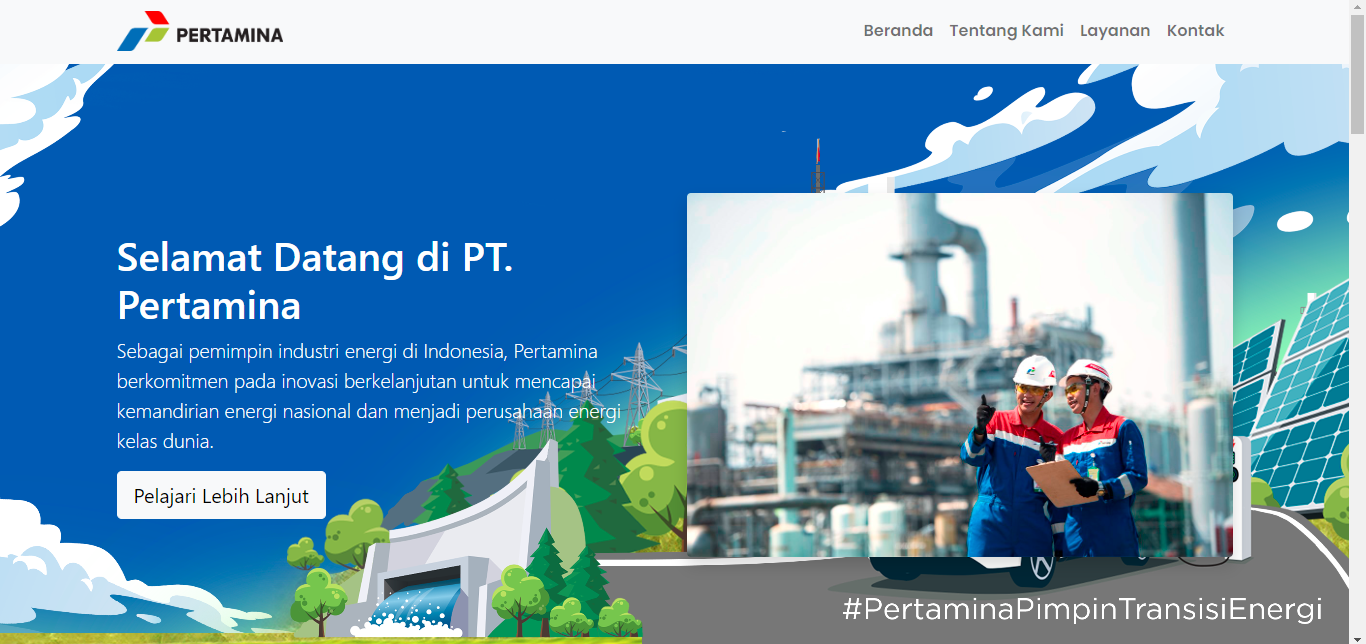 PERTAMINA
Beranda Tentang Kami Layanan Kontak
Selamat Datang di PT.
Pertamina
Sebagai pemimpin industri energi di Indonesia, Pertamina
berkomitmen pada inovasi berkelanjutan untuk mencapai
kemandirian energi nasional dan menjadi perusahaan energi
kelas dunia.
Pelajari Lebih Lanjut
#PertaminaPimpinTransisiEnergi